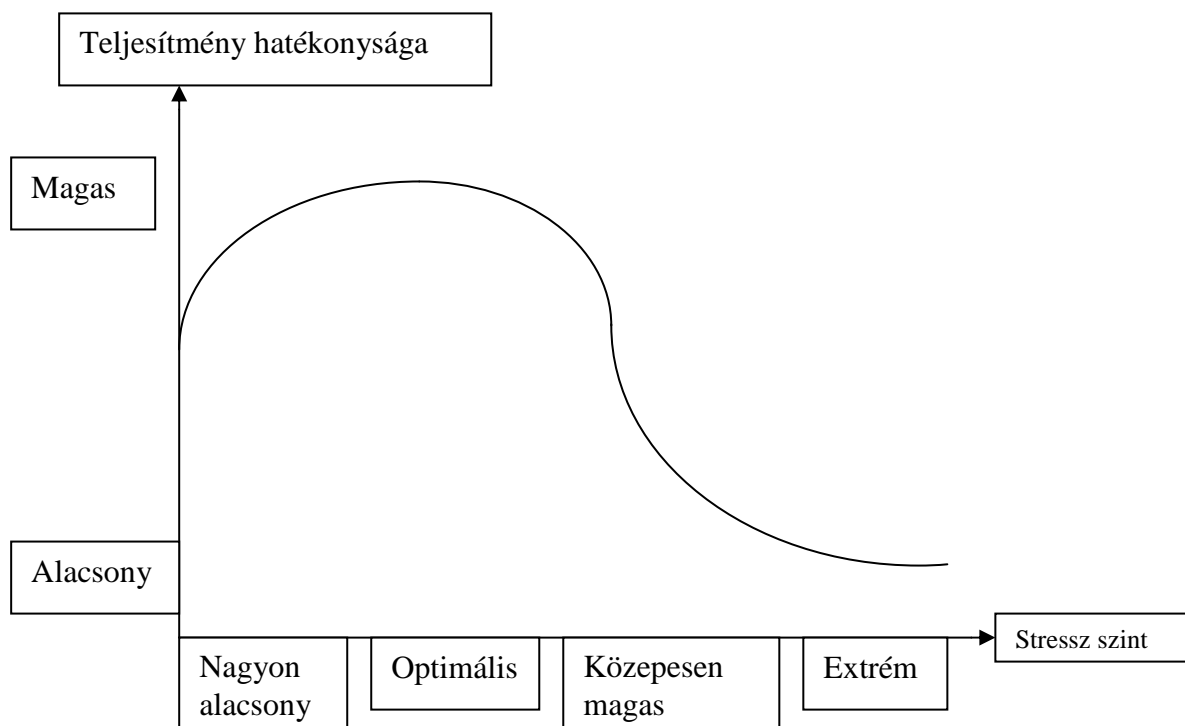 Teljesítmény hatékonysága
Magas
Alacsony
Stressz szint
Nagyon
alacsony
Optimális
Közepesen
magas
Extrém